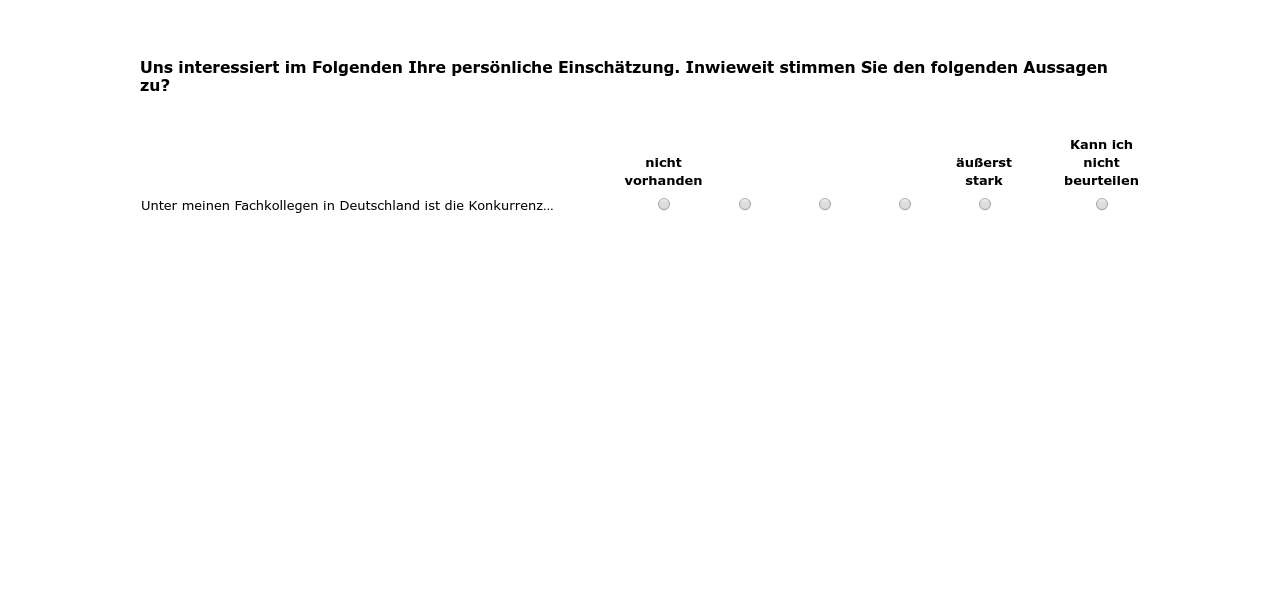 Uns interessiert im Folgenden Ihre persönliche Einschätzung. Inwieweit stimmen Sie den folgenden Aussagen
zu?
nicht
vorhanden
äußerst
stark
Kann ich
nicht
beurteilen
Unter meinen Fachkollegen in Deutschland ist die Konkurrenz...